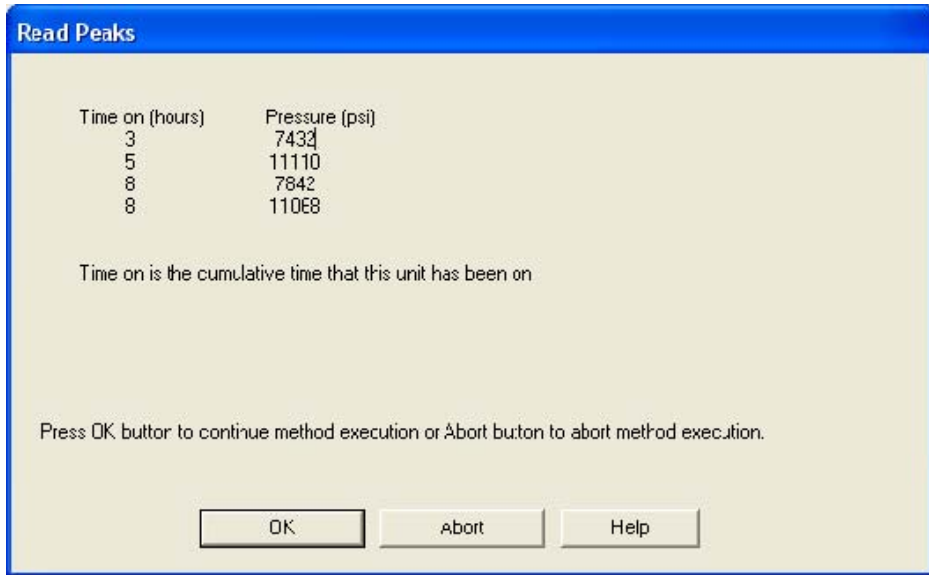 Read Peaks
Time on (hours) Pressure (psi)
3 7432
5 11110
8 7842
8 11068
Time on is the cumulative time that this unit has been on
Press OK button to continue method execution or Abort button to abort method execution.
OK Abort Help